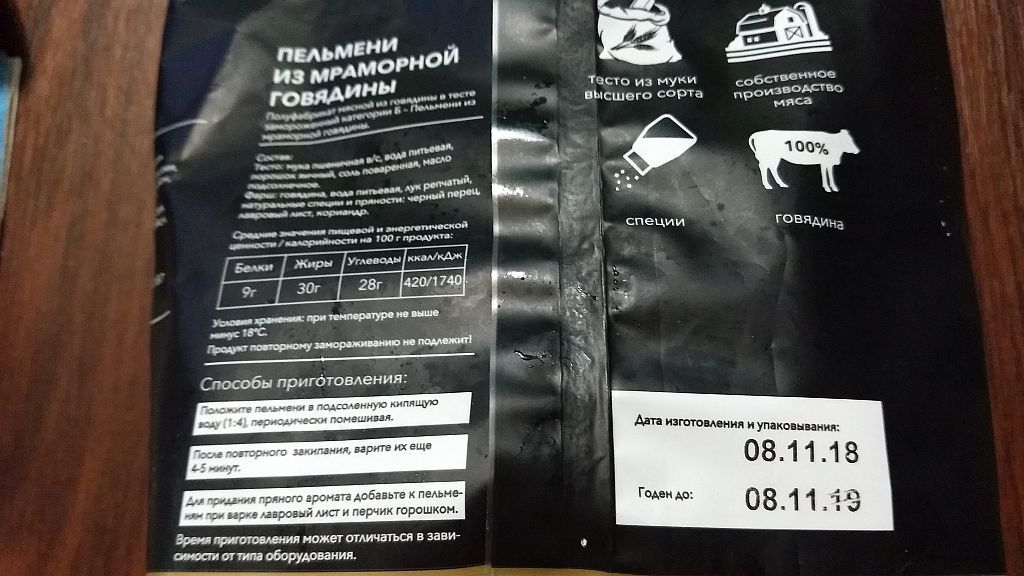 ПЕЛЬМЕНИ
ИЗ МРАМОРНОЙ
ГОВЯДИНЫ
Полуфабрикат мясной из говядины в тесте
замороженный категории Б – Пельмени из
мраморной говядины.
Состав:
Тесто: мука пшеничная в/с, вода питьевая,
порошок яичный, соль поваренная, масло
подсолнечное.
Фарш: говядина, вода питьевая, лук репчатый,
натуральные специи и пряности: черный перец,
лавровый лист, кориандр.
Средние значения пищевой и энергетической
ценности / калорийности на 100 г продукта:
Белки Жиры Углеводы ккал/кДж
9г 30г 28г 420/1740
Условия хранения: при температуре не выше
минус 18°С.
Продукт повторному замораживанию не подлежит!
Способы приготовления:
Положите пельмени в подсоленную кипящую
воду (1:4), периодически помешивая.
После повторного закипания, варите их еще
4-5 минут.
Для придания пряного аромата добавьте к пельме-
ням при варке лавровый лист и перчик горошком.
Время приготовления может отличаться в зави-
симости от типа оборудования.
тесто из муки
высшего сорта
собственное
производство
мяса
специи
100%
говядина
Дата изготовления и упаковывания:
08.11.18
Годен до:
08.11.19